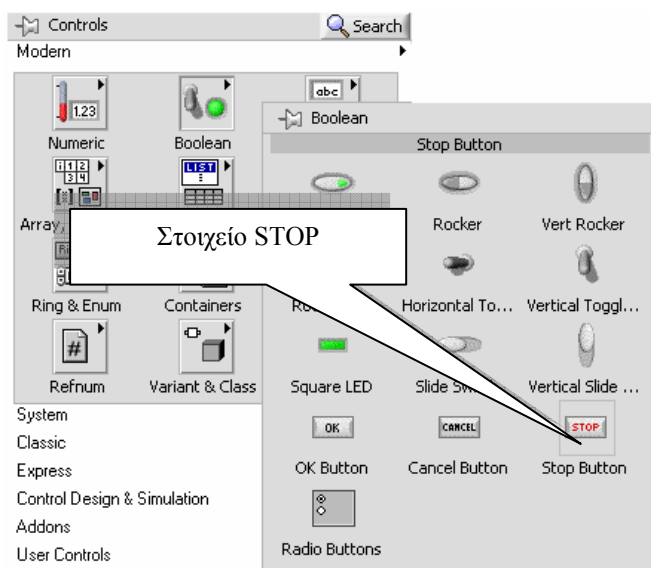 Controls
Search
Modern
1.23
abc
Numeric
Boolean
Boolean
Stop Button
LIST
Array,
Rocker
Vert Rocker
Στοιχείο STOP
Ring & Enum
Containers
Horizontal To...
Vertical Toggl...
Refnum
Variant & Class
Square LED
Vertical Slide ...
System
OK
CANCEL
STOP
Classic
Express
OK Button
Cancel Button
Stop Button
Control Design & Simulation
Addons
User Controls
Radio Buttons